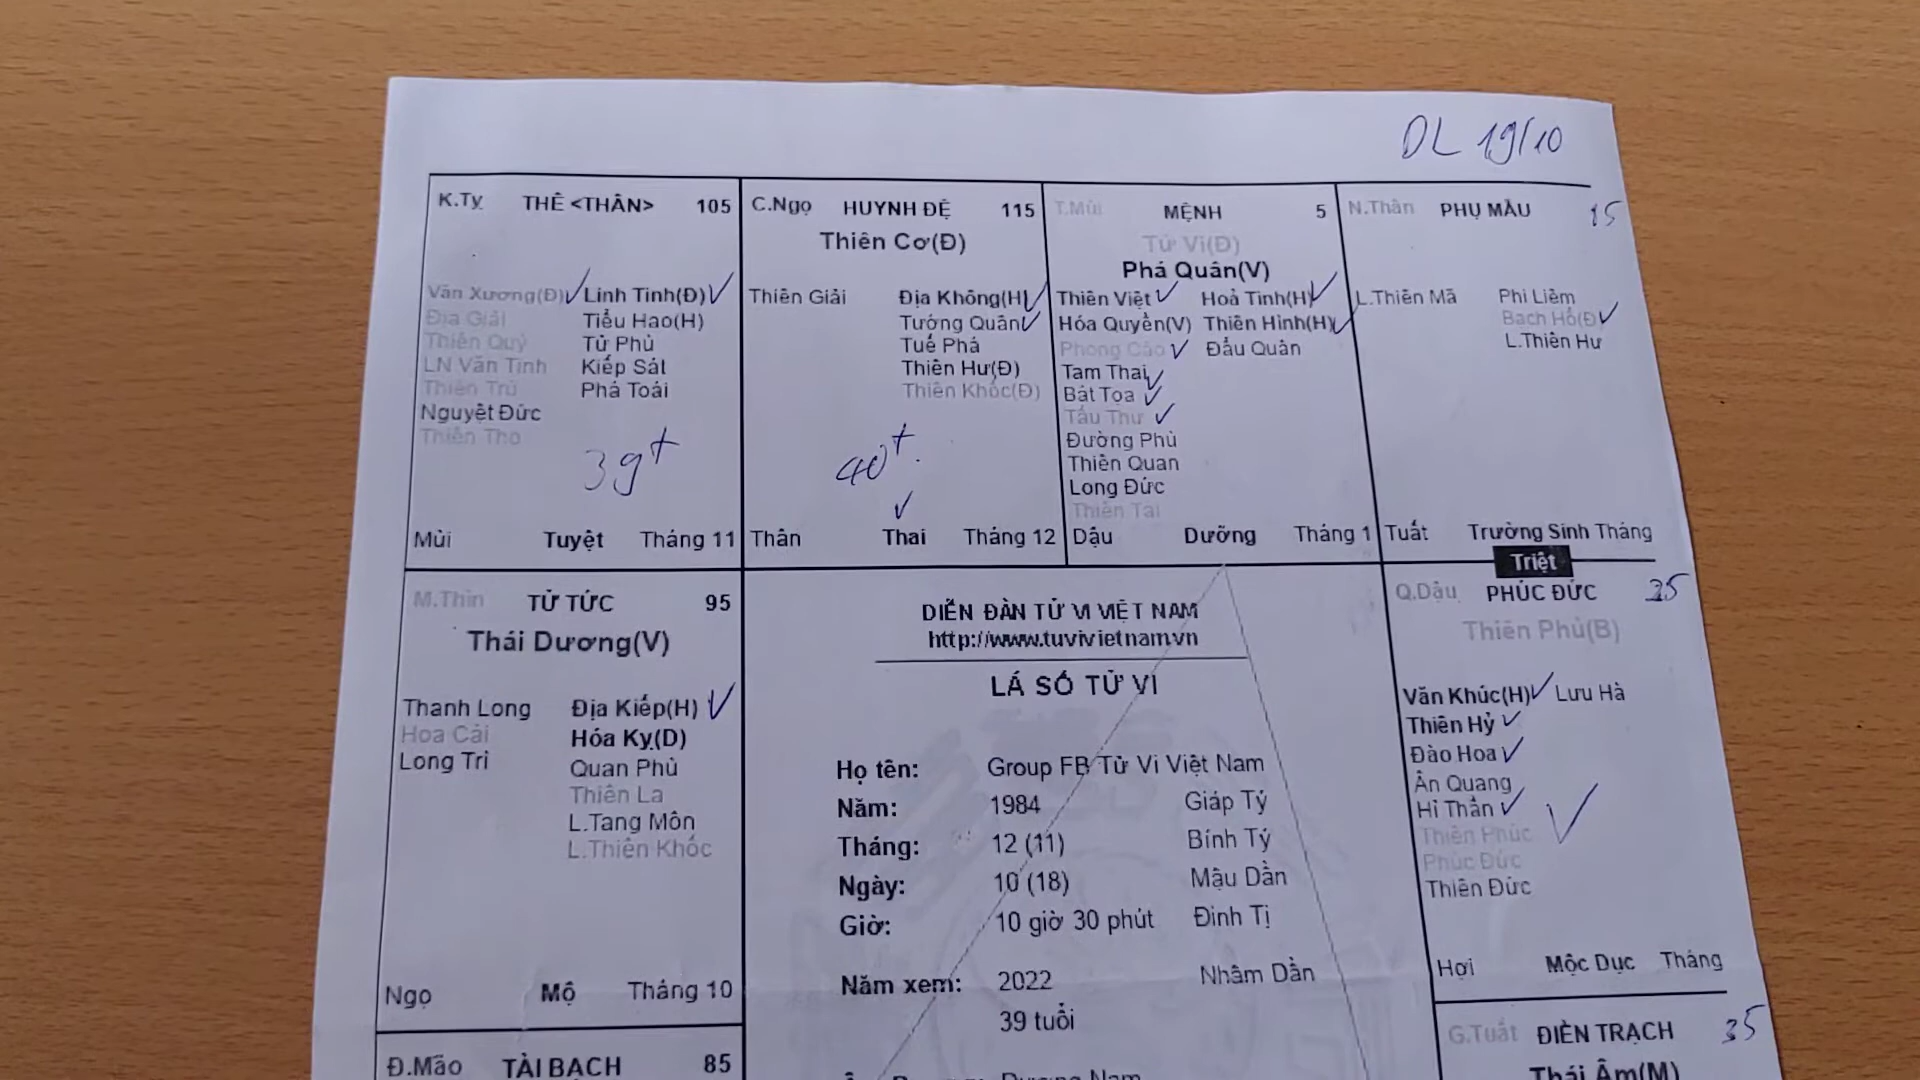 DL 19/10
K.Tỵ THÊ <THÂN> 105
Văn Xương(Đ) Linh Tinh(Đ)
Địa Giải Tiểu Hao(H)
Thiên Quý Tử Phù
LN Văn Tinh Kiếp Sát
Thiên Trù Phá Toái
Nguyệt Đức
Thiên Thọ
39+
Mùi Tuyệt Tháng 11
C.Ngọ HUYNH ĐỆ 115
Thiên Cơ(Đ)
Thiên Giải Địa Không(H)
Tướng Quân
Tuế Phá
Thiên Hư(Đ)
Thiên Khốc(Đ)
40+
Thân Thai Tháng 12
T.Mùi MỆNH 5
Tử Vi(Đ)
Phá Quân(V)
Thiên Việt Hoả Tinh(H)
Hóa Quyền(V) Thiên Hình(H)
Phong Cáo Đẩu Quân
Tam Thai
Bát Tọa
Tấu Thư
Đường Phù
Thiên Quan
Long Đức
Thiên Tài
Dậu Dưỡng Tháng 1
N.Thân PHỤ MẪU 15
L.Thiên Mã Phi Liêm
Bạch Hổ(Đ)
L.Thiên Hư
Tuất Trường Sinh Tháng
Triệt
M.Thìn TỬ TỨC 95
Thái Dương(V)
Thanh Long Địa Kiếp(H)
Hoa Cái Hóa Kỵ(D)
Long Trì Quan Phù
Thiên La
L.Tang Môn
L.Thiên Khốc
Ngọ Mộ Tháng 10
DIỄN ĐÀN TỬ VI VIỆT NAM
http://www.tuvivietnam.vn
LÁ SỐ TỬ VI
Họ tên: Group FB Tử Vi Việt Nam
Năm: 1984 Giáp Tý
Tháng: 12 (11) Bính Tý
Ngày: 10 (18) Mậu Dần
Giờ: 10 giờ 30 phút Đinh Tị
Năm xem: 2022 Nhâm Dần
39 tuổi
Q.Dậu PHÚC ĐỨC
Thiên Phủ(B)
Văn Khúc(H) Lưu Hà
Thiên Hỷ
Đào Hoa
Ân Quang
Hỉ Thần
Thiên Phúc
Phúc Đức
Thiên Đức
Hợi Mộc Dục Tháng
Đ.Mão TÀI BẠCH 85
G.Tuất ĐIỀN TRẠCH 35
Thái Âm(M)